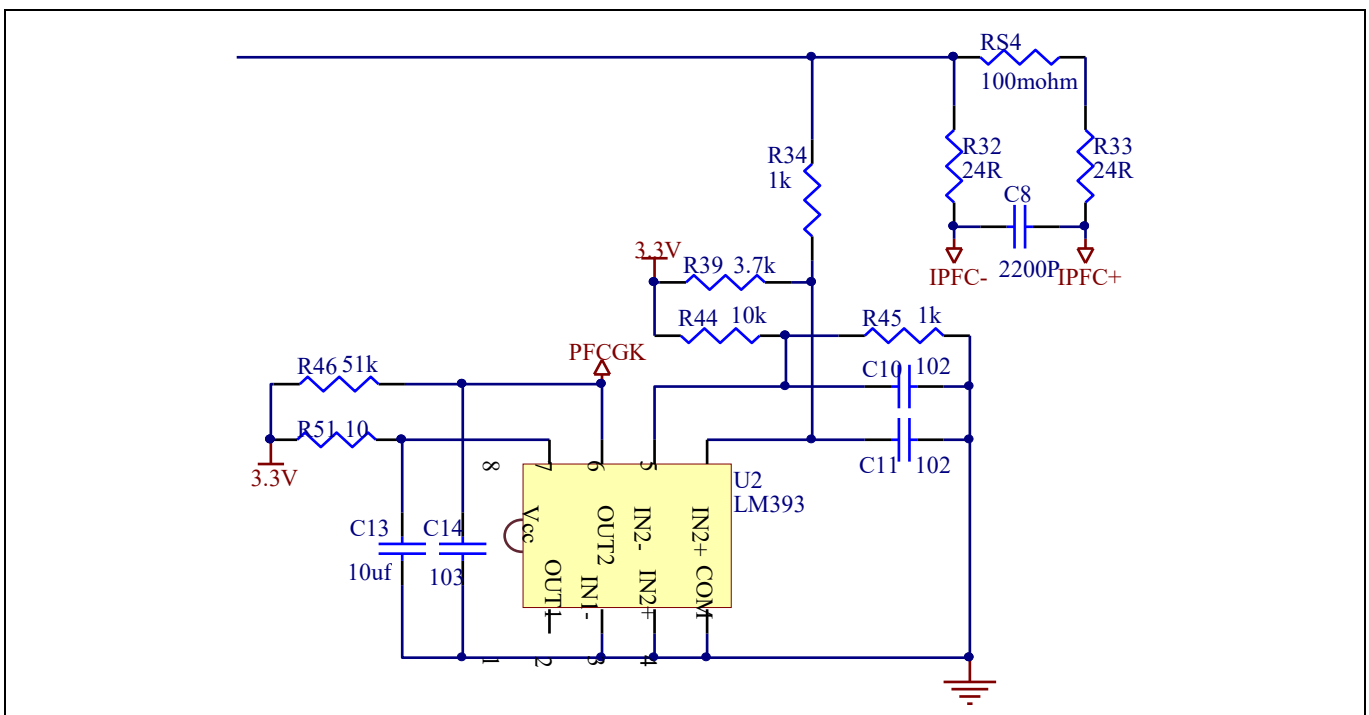 RS4
100mohm
R34
1k
R32
24R
R33
24R
C8
2200P
IPFC-
IPFC+
3.3V
R39 3.7k
R44 10k
R45 1k
PFCGK
R46 51k
C10 102
R51 10
3.3V
C11 102
8
7
6
5
U2
LM393
Vcc
OUT2
IN2-
IN2+
C13
10uf
C14
103
OUT1
IN1-
IN2+
COM
1
2
3
4